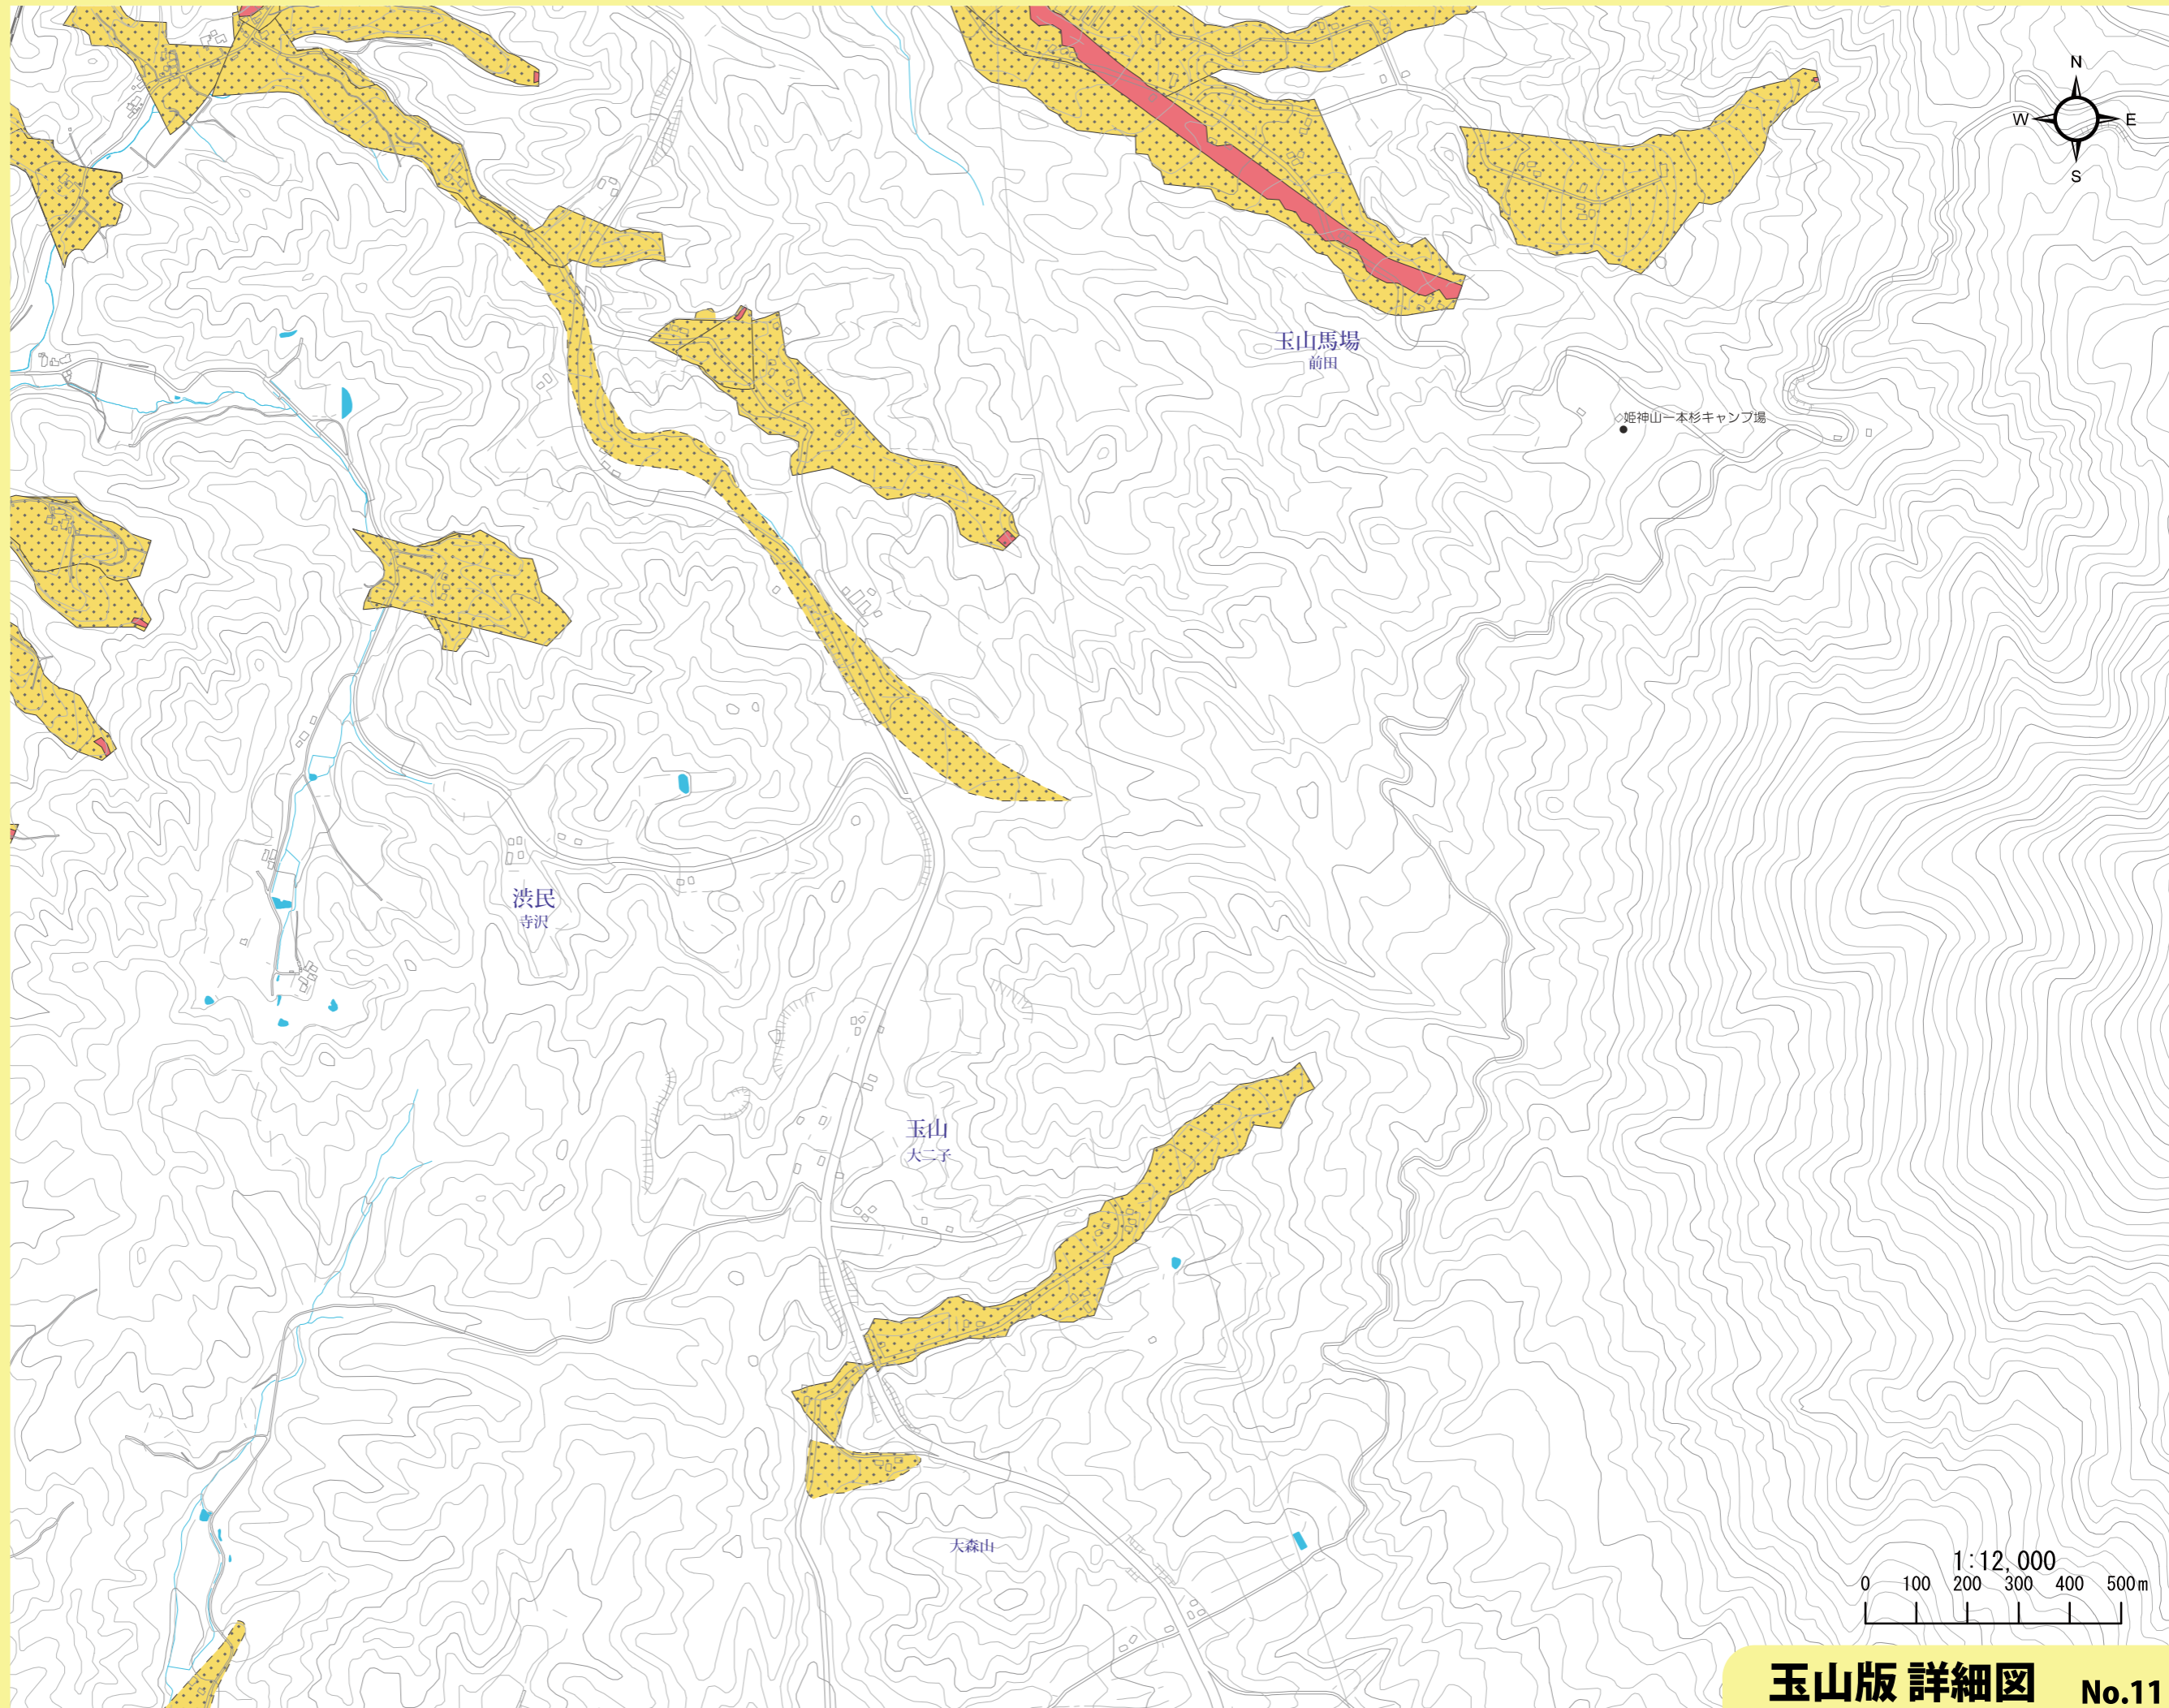 N
W E
S
玉山馬場
前田
◇姫神山一本杉キャンプ場
渋民
寺沢
玉山
大二子
大森山
1:12,000
0 100 200 300 400 500m
玉山版 詳細図 No.11